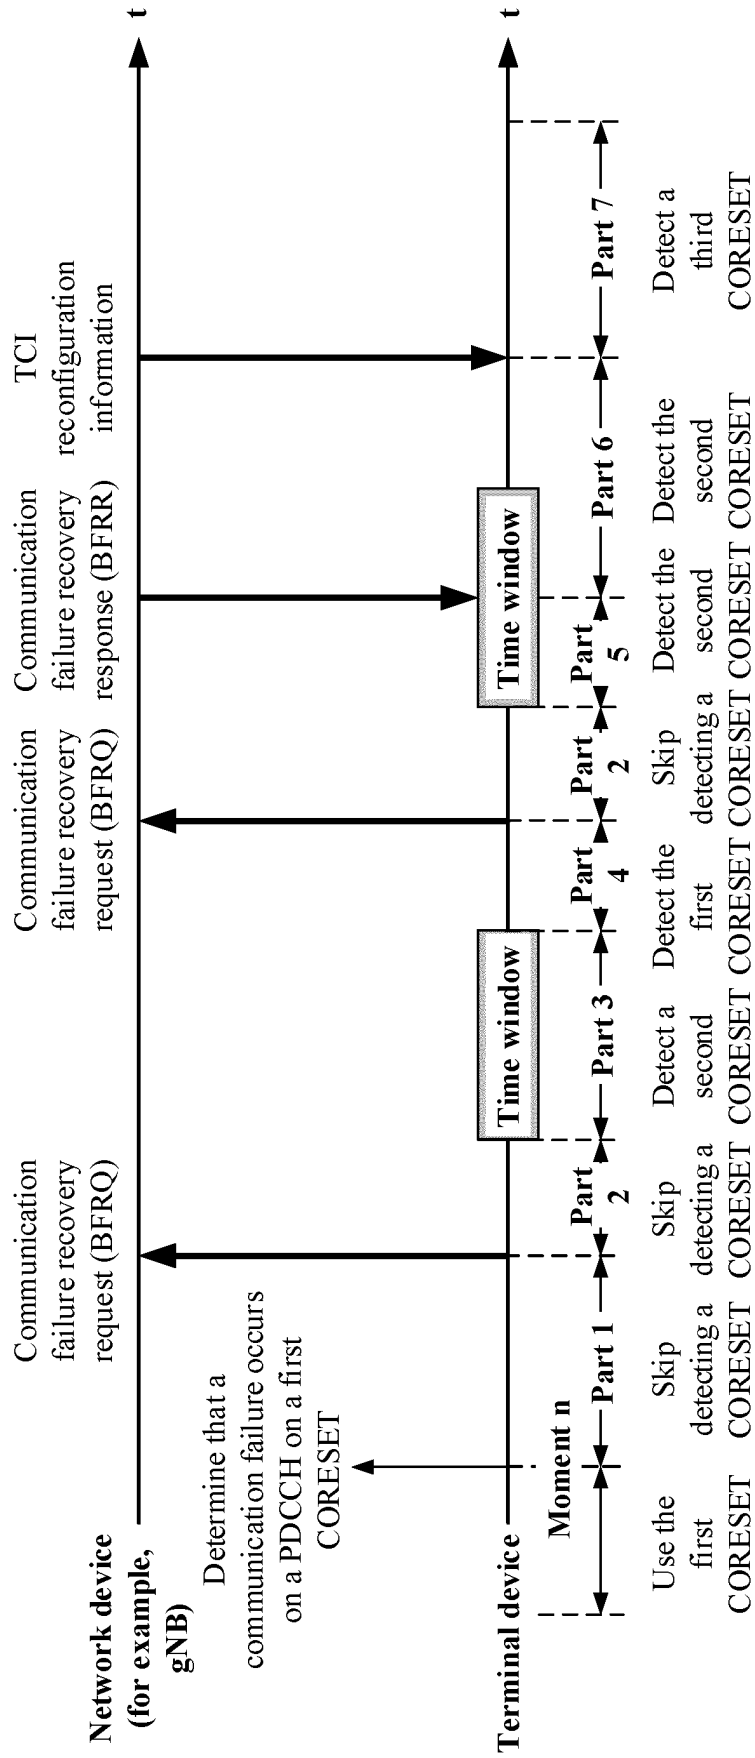 Communication
failure recovery
request (BFRQ)
Communication
failure recovery
request (BFRQ)
Communication
failure recovery
response (BFRR)
TCI
reconfiguration
information
Network device
(for example,
gNB)
t
Determine that a
communication failure occurs
on a PDCCH on a first
CORESET
Terminal device
Time window
Time window
t
Moment n
Part 1
Part
2
Part 3
Part
4
Part
2
Part
5
Part 6
Part 7
Use the
first
CORESET
Skip
detecting a
CORESET
Skip
detecting a
CORESET
Detect a
second
CORESET
Detect the
first
CORESET
Skip
detecting a
CORESET
Detect the
second
CORESET
Detect the
second
CORESET
Detect a
third
CORESET